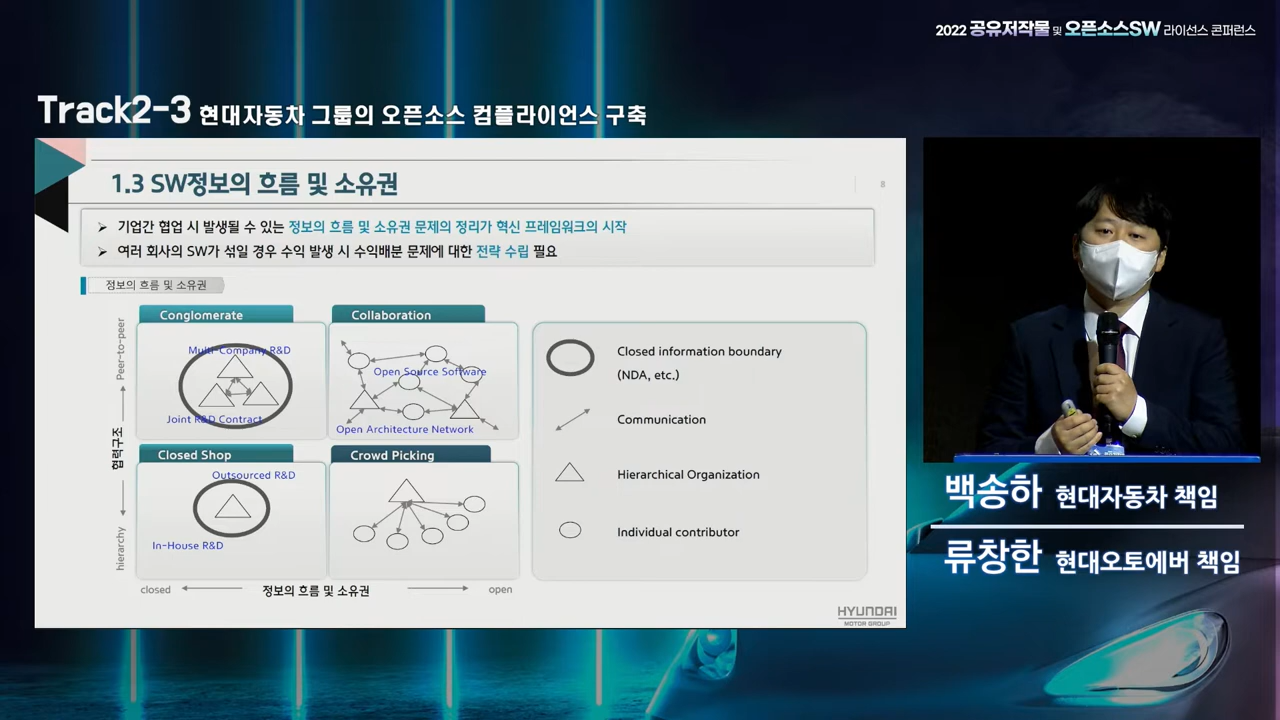 2022 공유저작물 및 오픈소스SW 라이선스 콘퍼런스
Track2-3 현대자동차 그룹의 오픈소스 컴플라이언스 구축
1.3 SW정보의 흐름 및 소유권
8
➢ 기업간 협업 시 발생될 수 있는 정보의 흐름 및 소유권 문제의 정리가 혁신 프레임워크의 시작
➢ 여러 회사의 SW가 섞일 경우 수익 발생 시 수익배분 문제에 대한 전략 수립 필요
정보의 흐름 및 소유권
Peer-to-peer
협력구조
hierarchy
Conglomerate
Multi-Company R&D
Joint R&D Contract
Collaboration
Open Source Software
Open Architecture Network
Closed Shop
Outsourced R&D
In-House R&D
Crowd Picking
closed
정보의 흐름 및 소유권
open
Closed information boundary
(NDA, etc.)
Communication
Hierarchical Organization
Individual contributor
HYUNDAI
MOTOR GROUP
백송하 현대자동차 책임
류창한 현대오토에버 책임